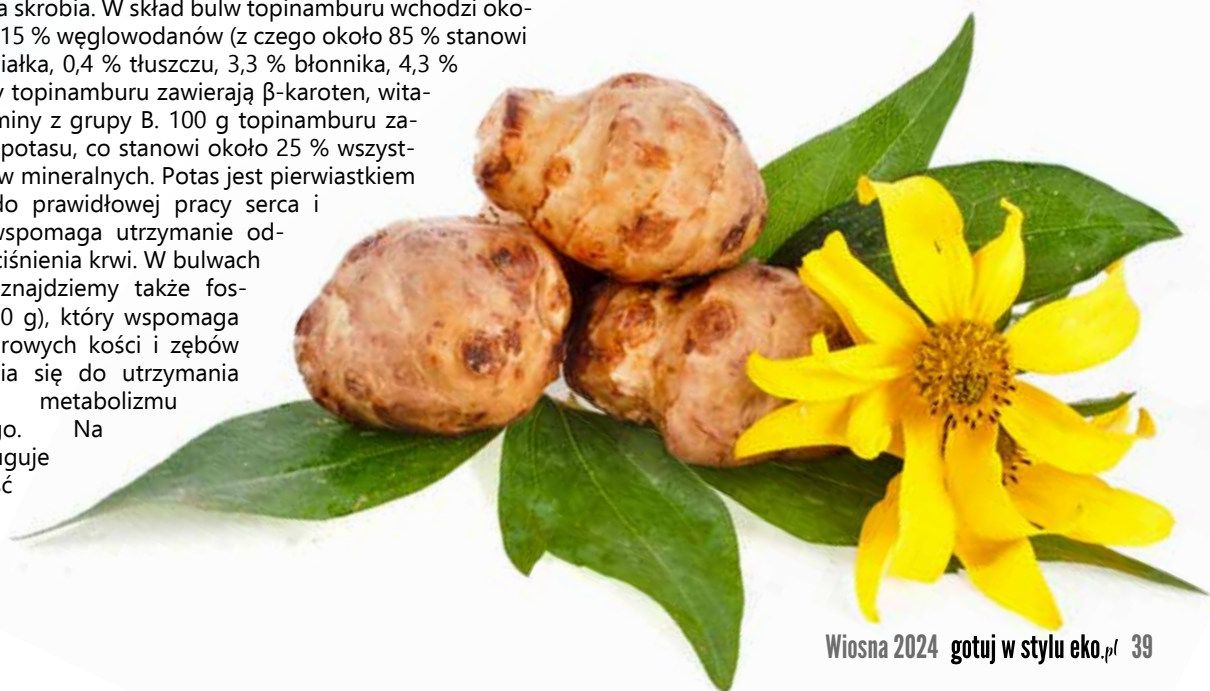 a skrobia. W skład bulw topinamburu wchodzi oko-
15 % węglowodanów (z czego około 85 % stanowi
iałka, 0,4 % tłuszczu, 3,3 % błonnika, 4,3 %
y topinamburu zawierają β-karoten, wita-
miny z grupy B. 100 g topinamburu za-
potasu, co stanowi około 25 % wszyst-
w mineralnych. Potas jest pierwiastkiem
do prawidłowej pracy serca i
wspomaga utrzymanie od-
ciśnienia krwi. W bulwach
znajdziemy także fos-
0 g), który wspomaga
rowych kości i zębów
ia się do utrzymania
metabolizmu
go. Na
uguje
ść
Wiosna 2024 gotuj w stylu eko.pl 39